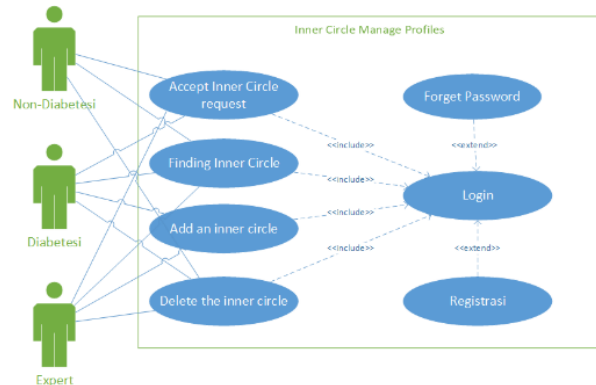 Inner Circle Manage Profiles
Non-Diabetesi
Accept Inner Circle
request
Forget Password
<<include>>
<<extend>>
Finding Inner Circle
<<include>>
Diabetesi
Login
<<include>>
Add an inner circle
<<include>>
<<extend>>
Delete the inner circle
Registrasi
Expert